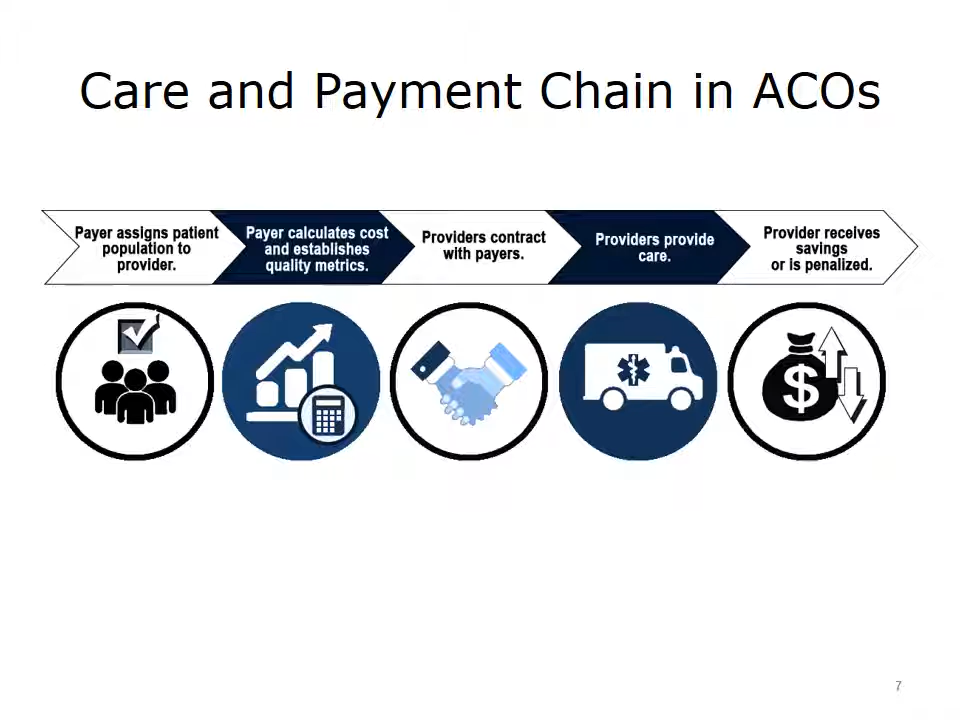 Care and Payment Chain in ACOs
Payer assigns patient
population to
provider.
Payer calculates cost
and establishes
quality metrics.
Providers contract
with payers.
Providers provide
care.
Provider receives
savings
or is penalized.
$
7